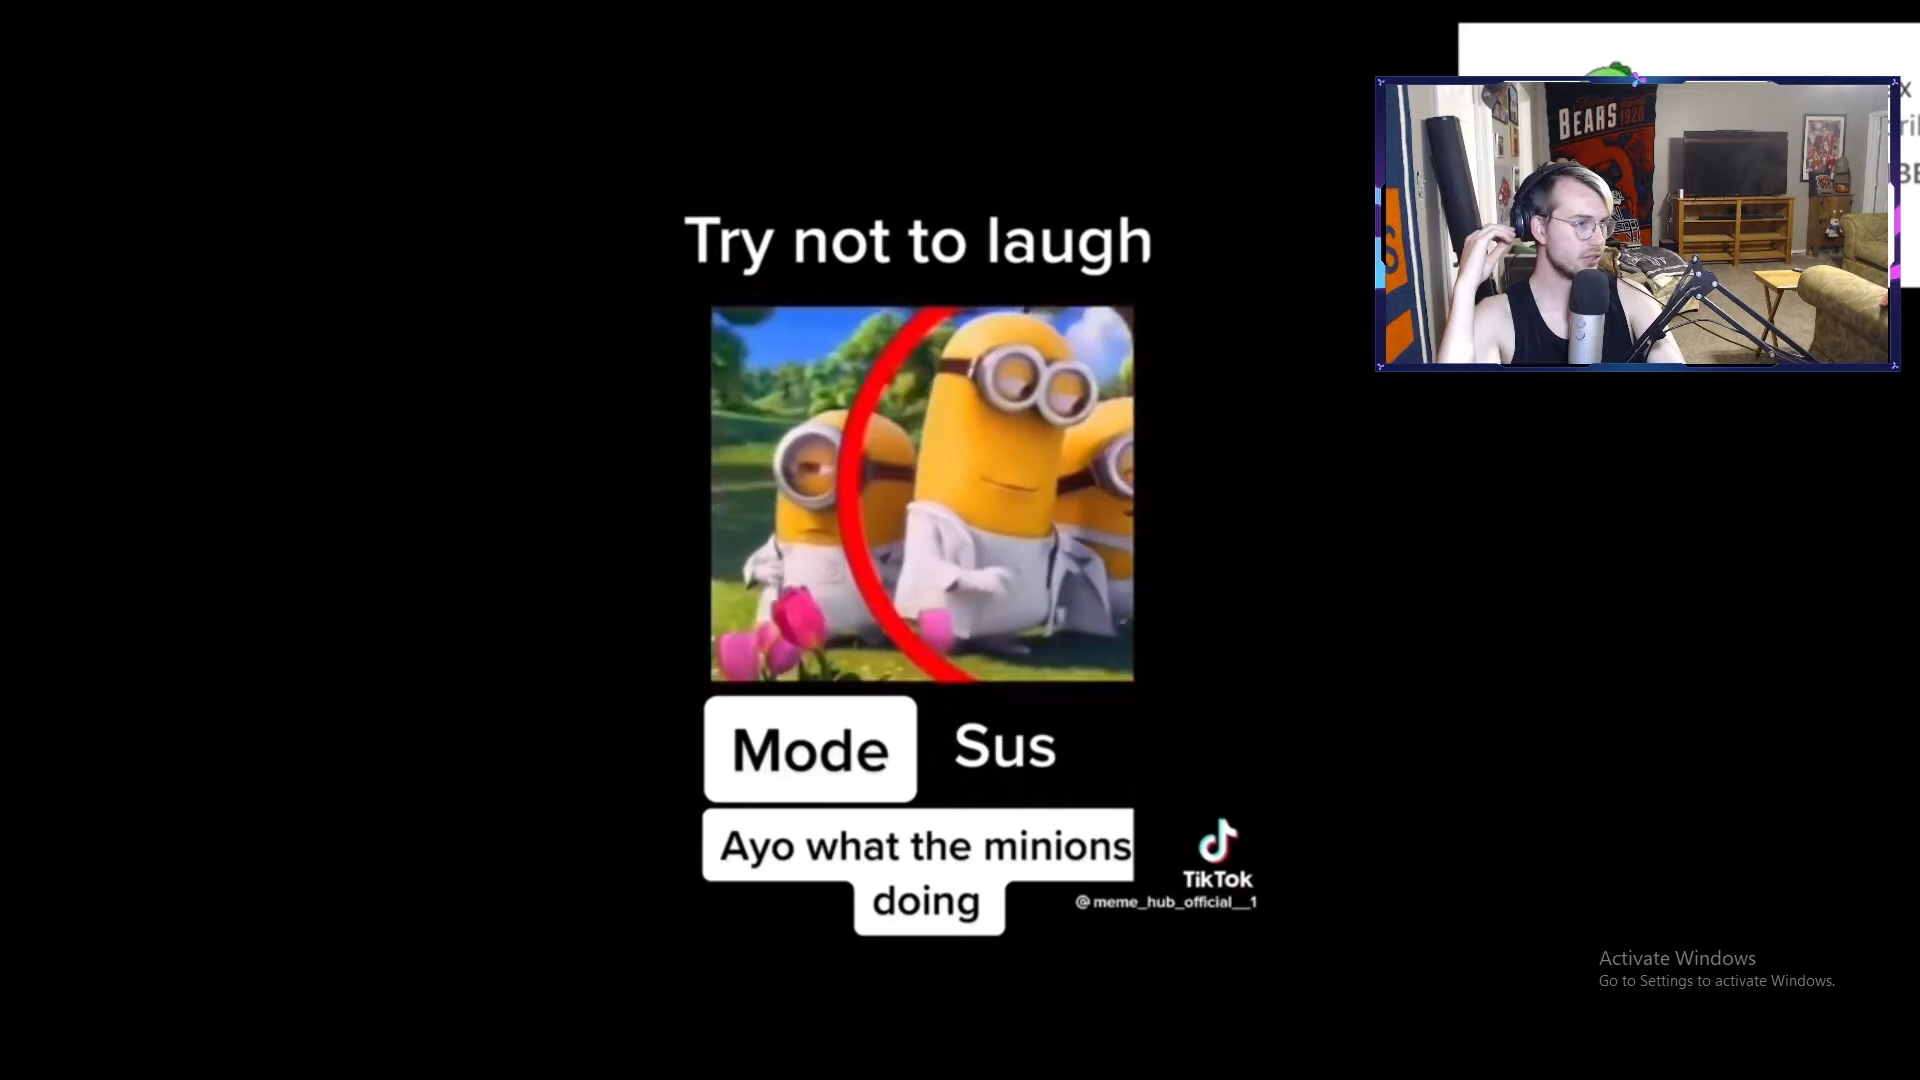 Try not to laugh
BEARS
1920
Mode
Sus
Ayo what the minions
doing
TikTok
@meme_hub_official__1
Activate Windows
Go to Settings to activate Windows.